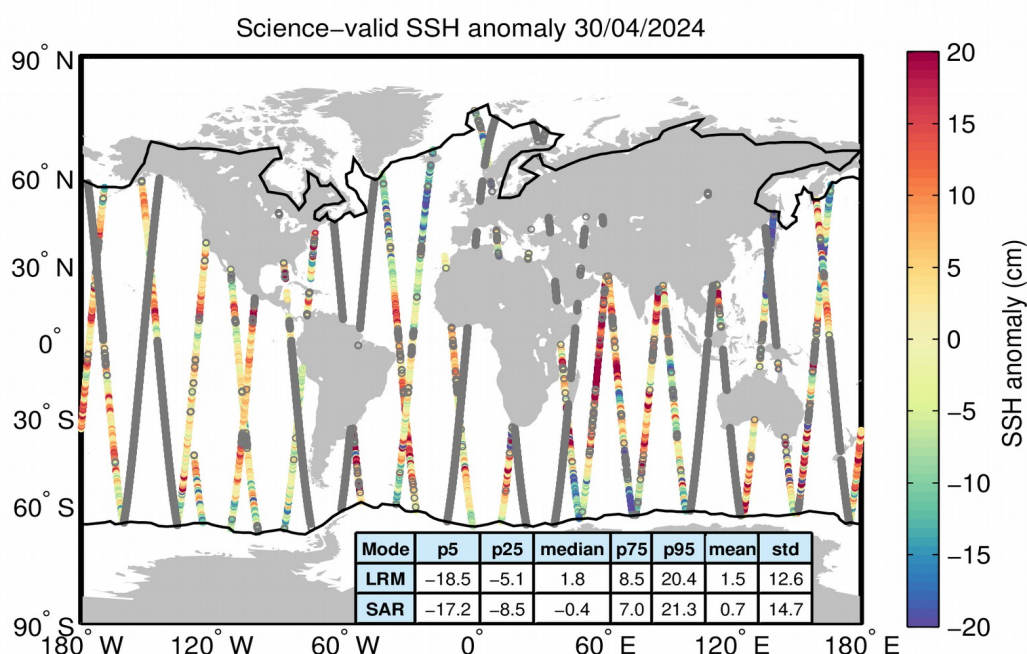 Science−valid SSH anomaly 30/04/2024
90° N
60° N
30° N
0°
30° S
60° S
90° S
180° W
120° W
60° W
0°
60° E
120° E
180° E
Mode p5 p25 median p75 p95 mean std
LRM −18.5 −5.1 1.8 8.5 20.4 1.5 12.6
SAR −17.2 −8.5 −0.4 7.0 21.3 0.7 14.7
20
15
10
5
0
−5
−10
−15
−20
SSH anomaly (cm)